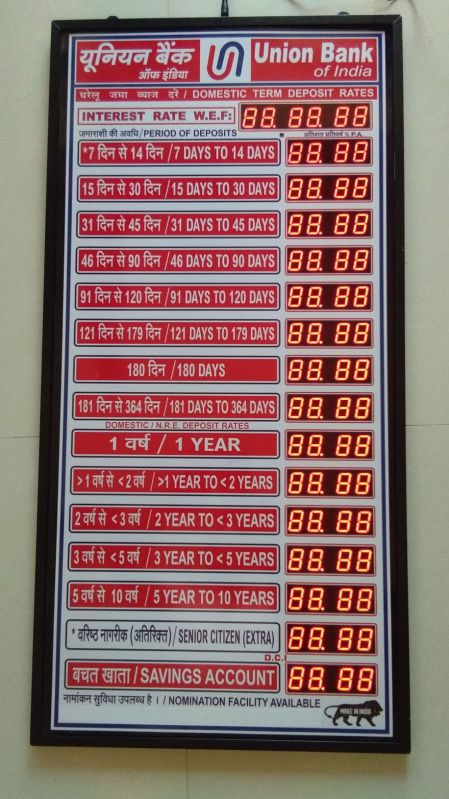 यूनियन बैंक Union Bank
ऑफ इंडिया of India
घरेलू जमा ब्याज दरें / DOMESTIC TERM DEPOSIT RATES
INTEREST RATE W.E.F: 88. 88. 88
जमाराशी की अवधि/PERIOD OF DEPOSITS प्रतिशत प्रतिवर्ष % P.A.
*7 दिन से 14 दिन /7 DAYS TO 14 DAYS 88. 88
15 दिन से 30 दिन /15 DAYS TO 30 DAYS 88. 88
31 दिन से 45 दिन /31 DAYS TO 45 DAYS 88. 88
46 दिन से 90 दिन /46 DAYS TO 90 DAYS 88. 88
91 दिन से 120 दिन /91 DAYS TO 120 DAYS 88. 88
121 दिन से 179 दिन /121 DAYS TO 179 DAYS 88. 88
180 दिन /180 DAYS 88. 88
181 दिन से 364 दिन /181 DAYS TO 364 DAYS 88. 88
DOMESTIC / N.R.E. DEPOSIT RATES
1 वर्ष / 1 YEAR 88. 88
>1 वर्ष से <2 वर्ष / >1 YEAR TO < 2 YEARS 88. 88
2 वर्ष से <3 वर्ष / 2 YEAR TO < 3 YEARS 88. 88
3 वर्ष से <5 वर्ष / 3 YEAR TO < 5 YEARS 88. 88
5 वर्ष से 10 वर्ष / 5 YEAR TO 10 YEARS 88. 88
* वरिष्ठ नागरीक (अतिरिक्त)/SENIOR CITIZEN (EXTRA) 88. 88
D.C.I
बचत खाता/SAVINGS ACCOUNT 88. 88
नामांकन सुविधा उपलब्ध है । / NOMINATION FACILITY AVAILABLE
MAKE IN INDIA